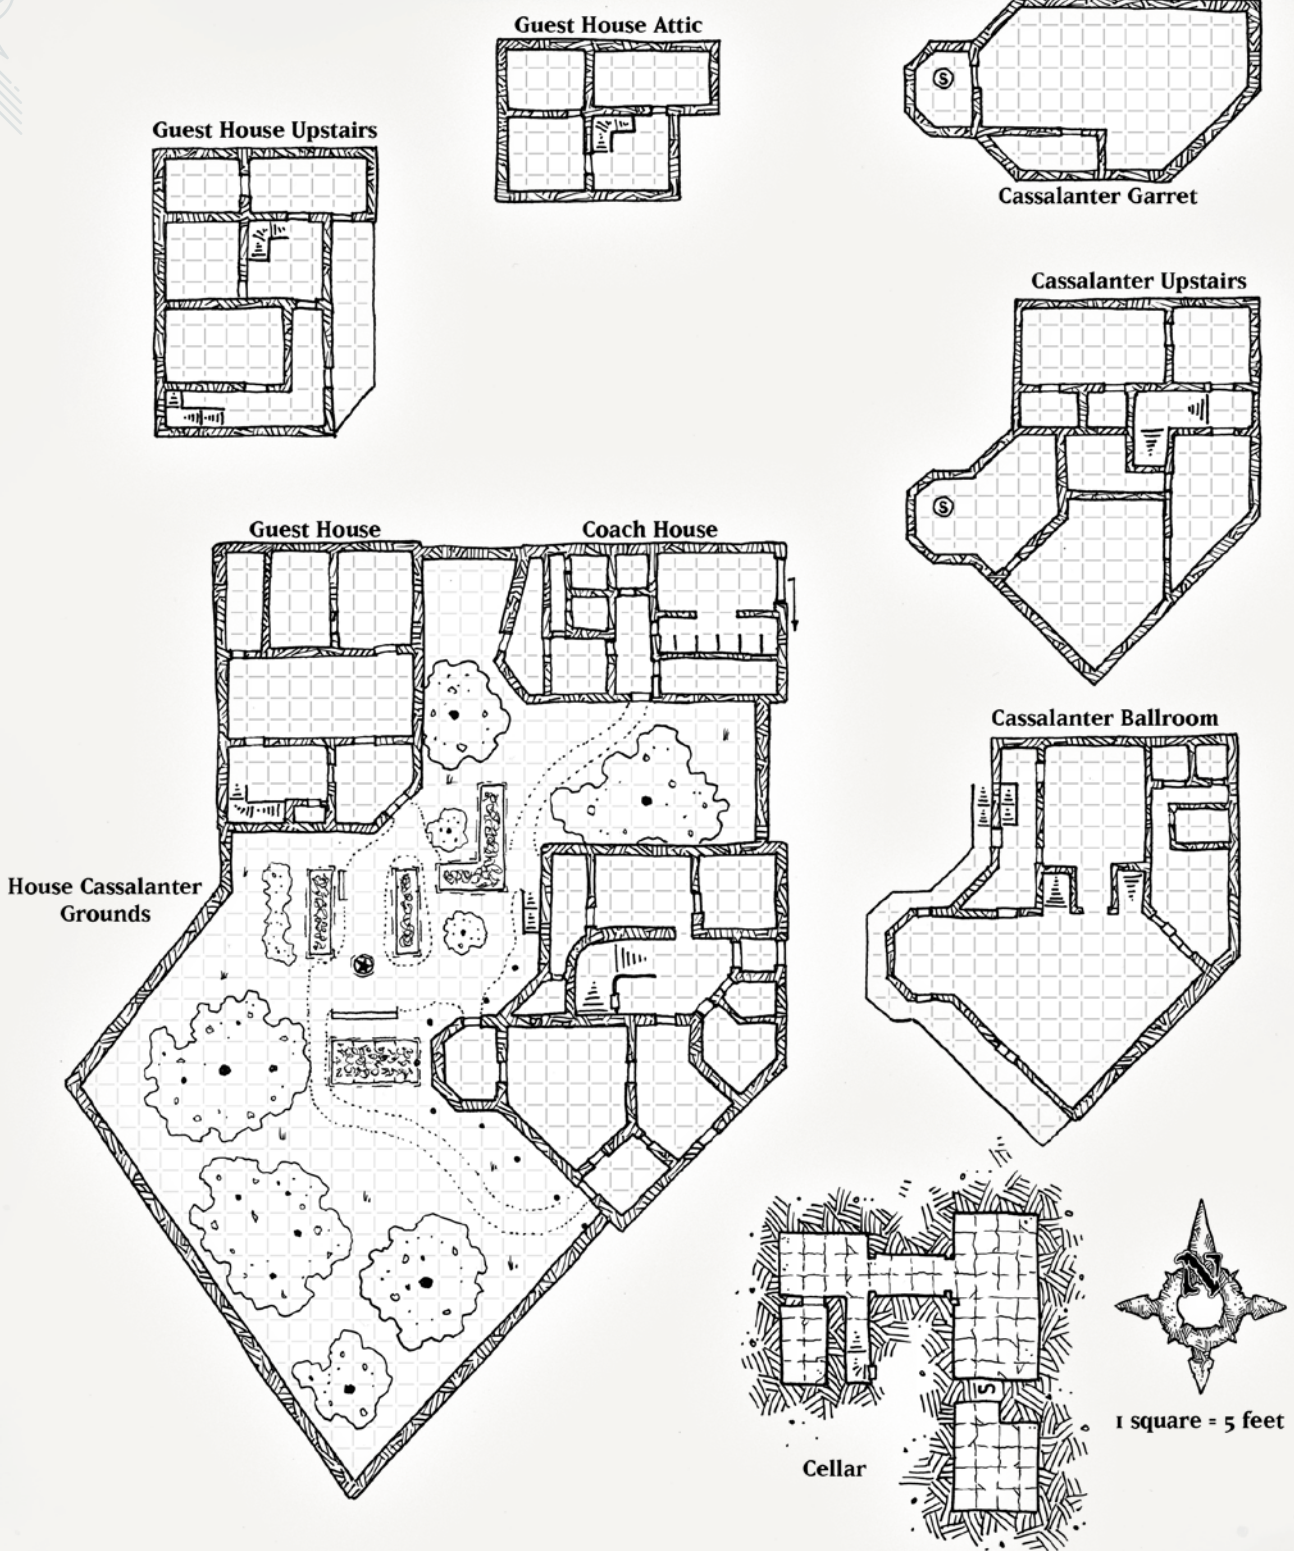 Guest House Attic
Guest House Upstairs
S
Cassalanter Garret
Cassalanter Upstairs
S
Guest House
Coach House
Cassalanter Ballroom
House Cassalanter
Grounds
N
S
1 square = 5 feet
Cellar